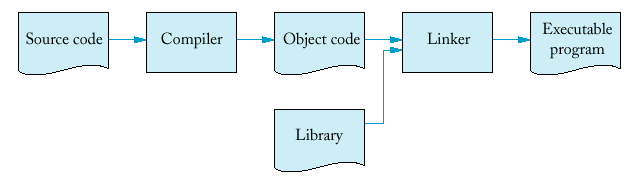 Source code
Compiler
Object code
Linker
Executable
program
Library